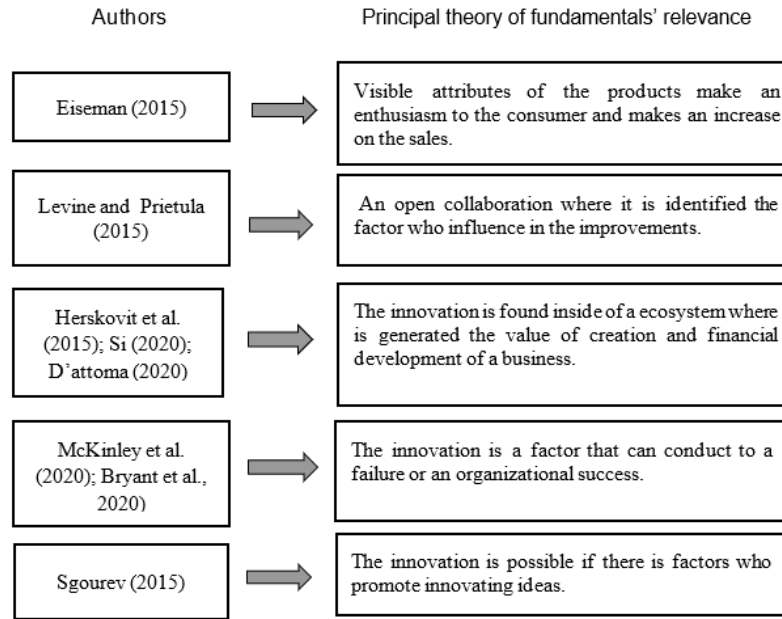 Authors
Principal theory of fundamentals' relevance
Eiseman (2015)
Visible attributes of the products make an
enthusiasm to the consumer and makes an increase
on the sales.
Levine and Prietula
(2015)
An open collaboration where it is identified the
factor who influence in the improvements.
Herskovit et al.
(2015); Si (2020);
D'attoma (2020)
The innovation is found inside of a ecosystem where
is generated the value of creation and financial
development of a business.
McKinley et al.
(2020); Bryant et al.,
2020)
The innovation is a factor that can conduct to a
failure or an organizational success.
Sgourev (2015)
The innovation is possible if there is factors who
promote innovating ideas.